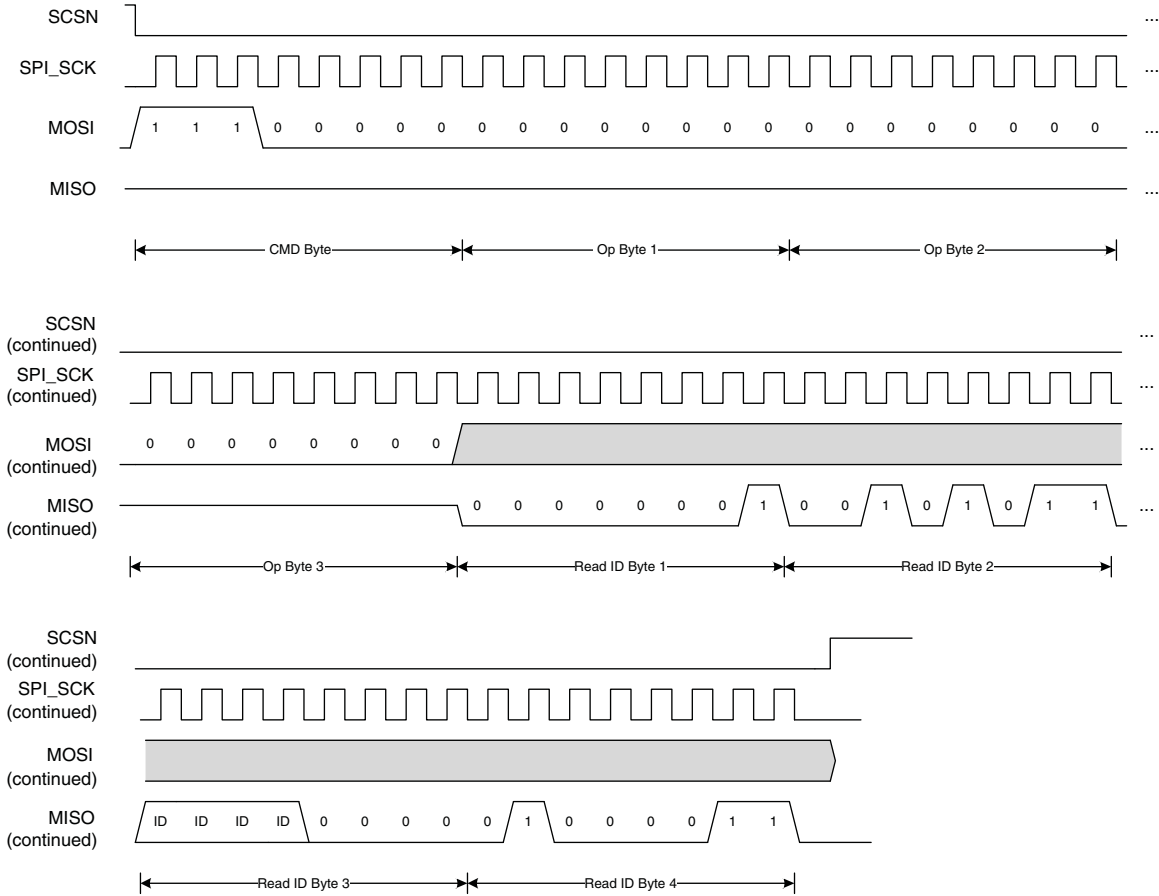 SCSN ...
SPI_SCK ...
MOSI 1 1 1 0 0 0 0 0 0 0 0 0 0 0 0 0 0 0 0 0 0 0 0 0 ...
MISO ...
CMD Byte Op Byte 1 Op Byte 2
SCSN
(continued) ...
SPI_SCK
(continued) ...
MOSI 0 0 0 0 0 0 0 0
(continued) ...
MISO 0 0 0 0 0 0 0 1 0 0 1 0 1 0 1 1 ...
(continued)
Op Byte 3 Read ID Byte 1 Read ID Byte 2
SCSN
(continued)
SPI_SCK
(continued)
MOSI
(continued)
MISO ID ID ID ID 0 0 0 0 0 1 0 0 0 0 1 1
(continued)
Read ID Byte 3 Read ID Byte 4